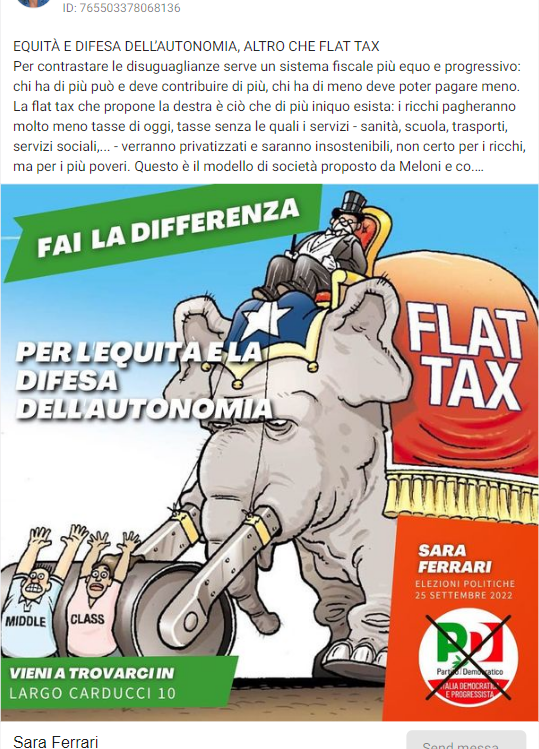 ID: 765503378068136
EQUITÀ E DIFESA DELL'AUTONOMIA, ALTRO CHE FLAT TAX
Per contrastare le disuguaglianze serve un sistema fiscale più equo e progressivo:
chi ha di più può e deve contribuire di più, chi ha di meno deve poter pagare meno.
La flat tax che propone la destra è ciò che di più iniquo esista: i ricchi pagheranno
molto meno tasse di oggi, tasse senza le quali i servizi - sanità, scuola, trasporti,
servizi sociali,... - verranno privatizzati e saranno insostenibili, non certo per i ricchi,
ma per i più poveri. Questo è il modello di società proposto da Meloni e co....
FAI LA DIFFERENZA
PER L'EQUITA E LA
DIFESA
DELL'AUTONOMIA
FLAT
TAX
MIDDLE
CLASS
SARA
FERRARI
ELEZIONI POLITICHE
25 SETTEMBRE 2022
PD
Partito Democratico
ITALIA DEMOCRATICA
E PROGRESSISTA
VIENI A TROVARCI IN
LARGO CARDUCCI 10
Sara Ferrari
Send messa...